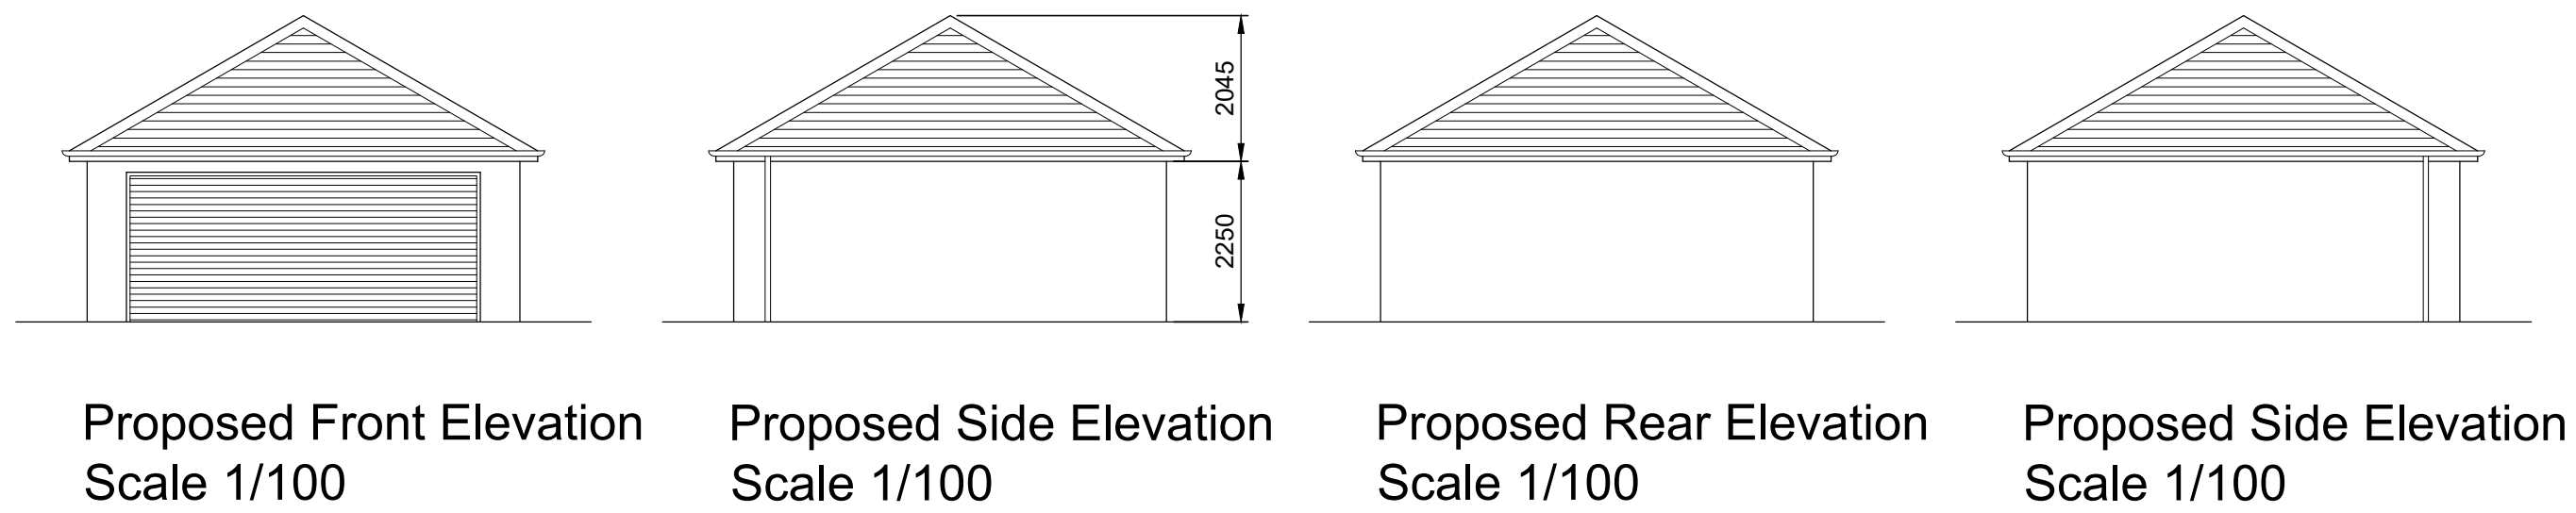 2045
2250
Proposed Front Elevation
Scale 1/100
Proposed Side Elevation
Scale 1/100
Proposed Rear Elevation
Scale 1/100
Proposed Side Elevation
Scale 1/100